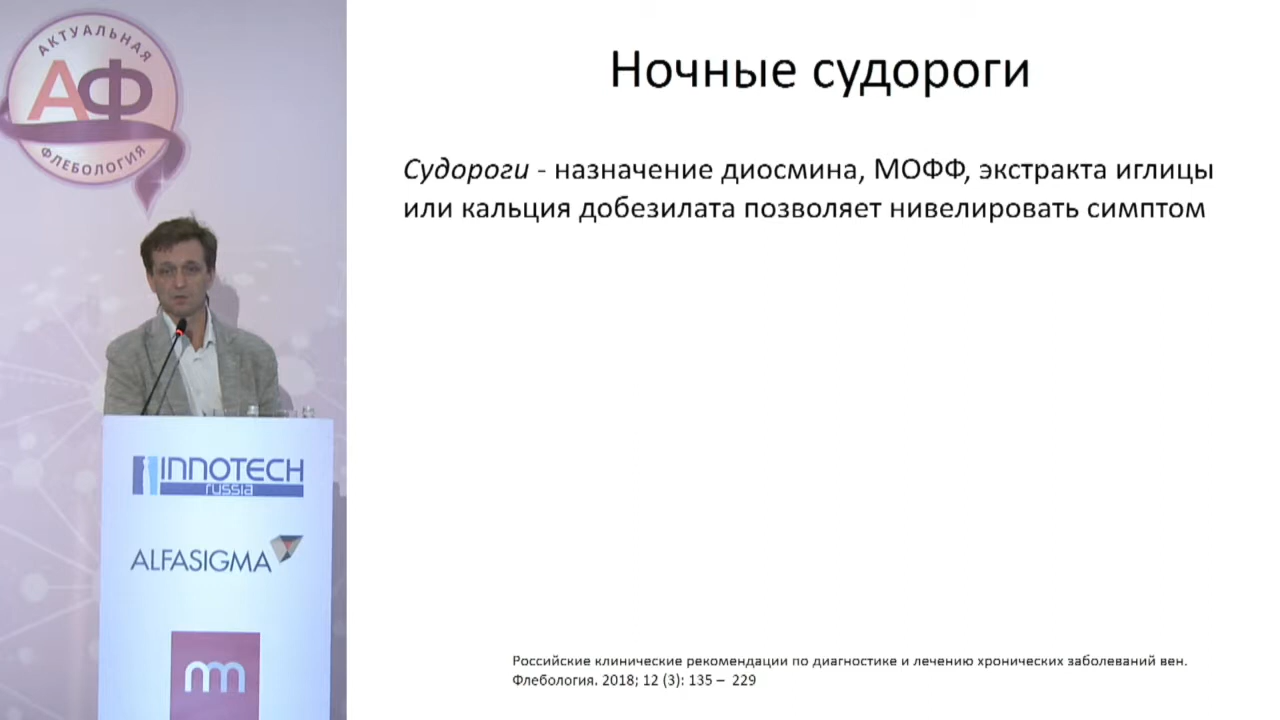 АКТУАЛЬНАЯ
АФ
ФЛЕБОЛОГИЯ
Ночные судороги
Судороги - назначение диосмина, МОФФ, экстракта иглицы
или кальция добезилата позволяет нивелировать симптом
INNOTECH
russia
ALFASIGMA
Российские клинические рекомендации по диагностике и лечению хронических заболеваний вен.
Флебология. 2018; 12 (3): 135 – 229